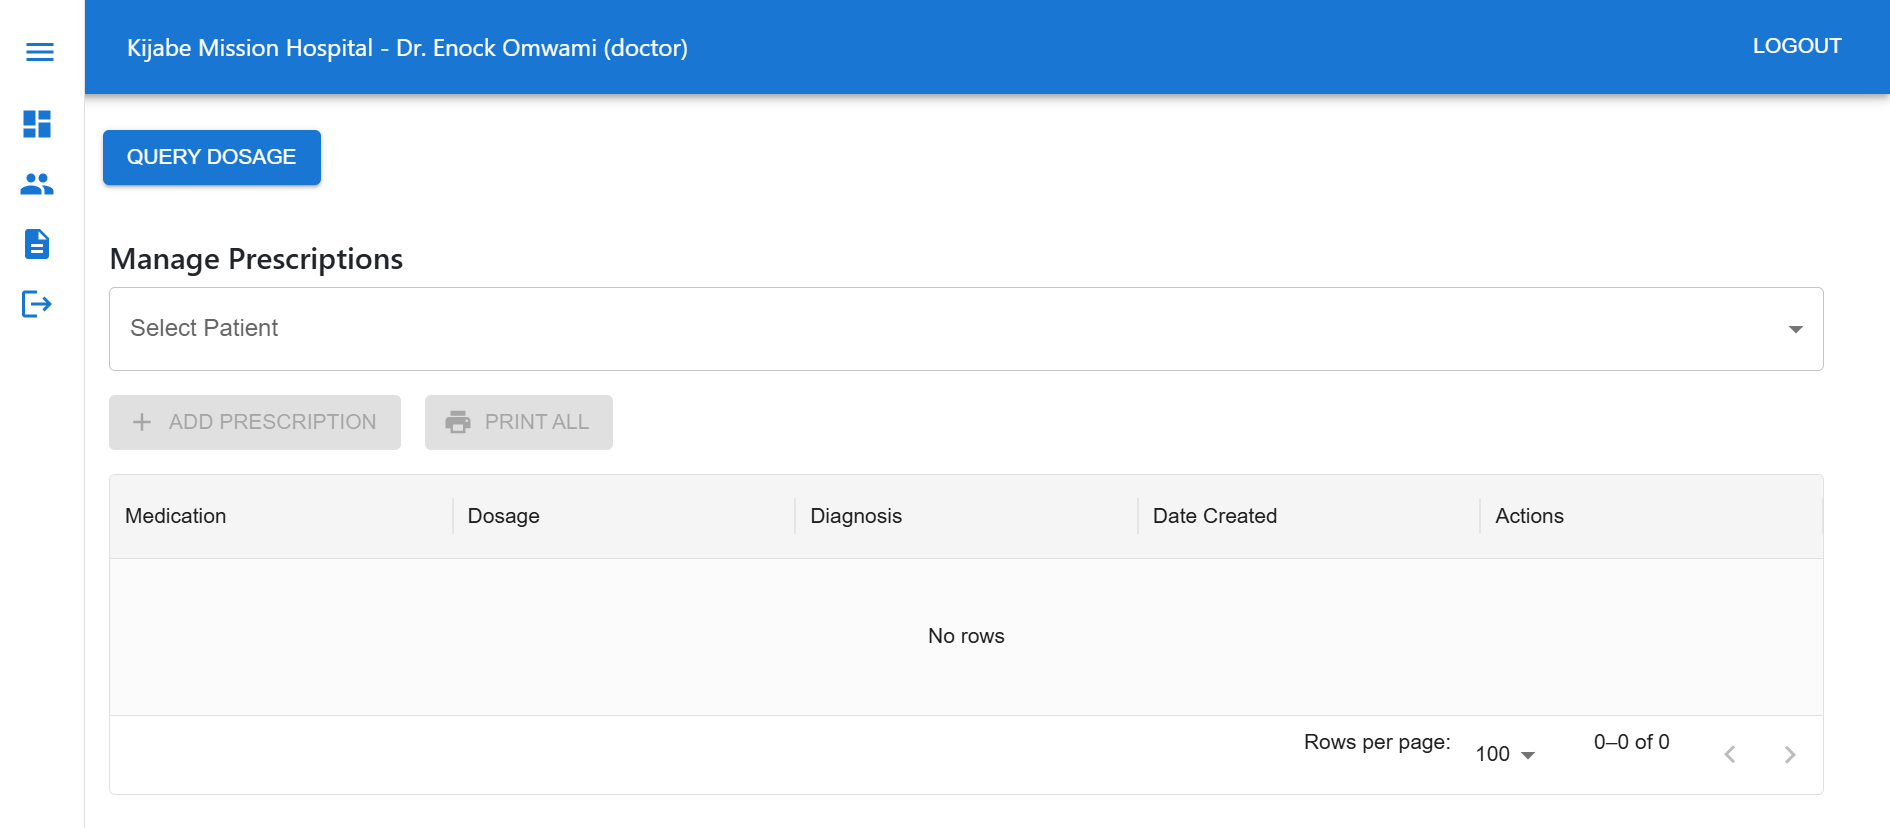 Kijabe Mission Hospital - Dr. Enock Omwami (doctor)
LOGOUT
QUERY DOSAGE
Manage Prescriptions
Select Patient
ADD PRESCRIPTION
PRINT ALL
Medication
Dosage
Diagnosis
Date Created
Actions
No rows
Rows per page:
100
0–0 of 0